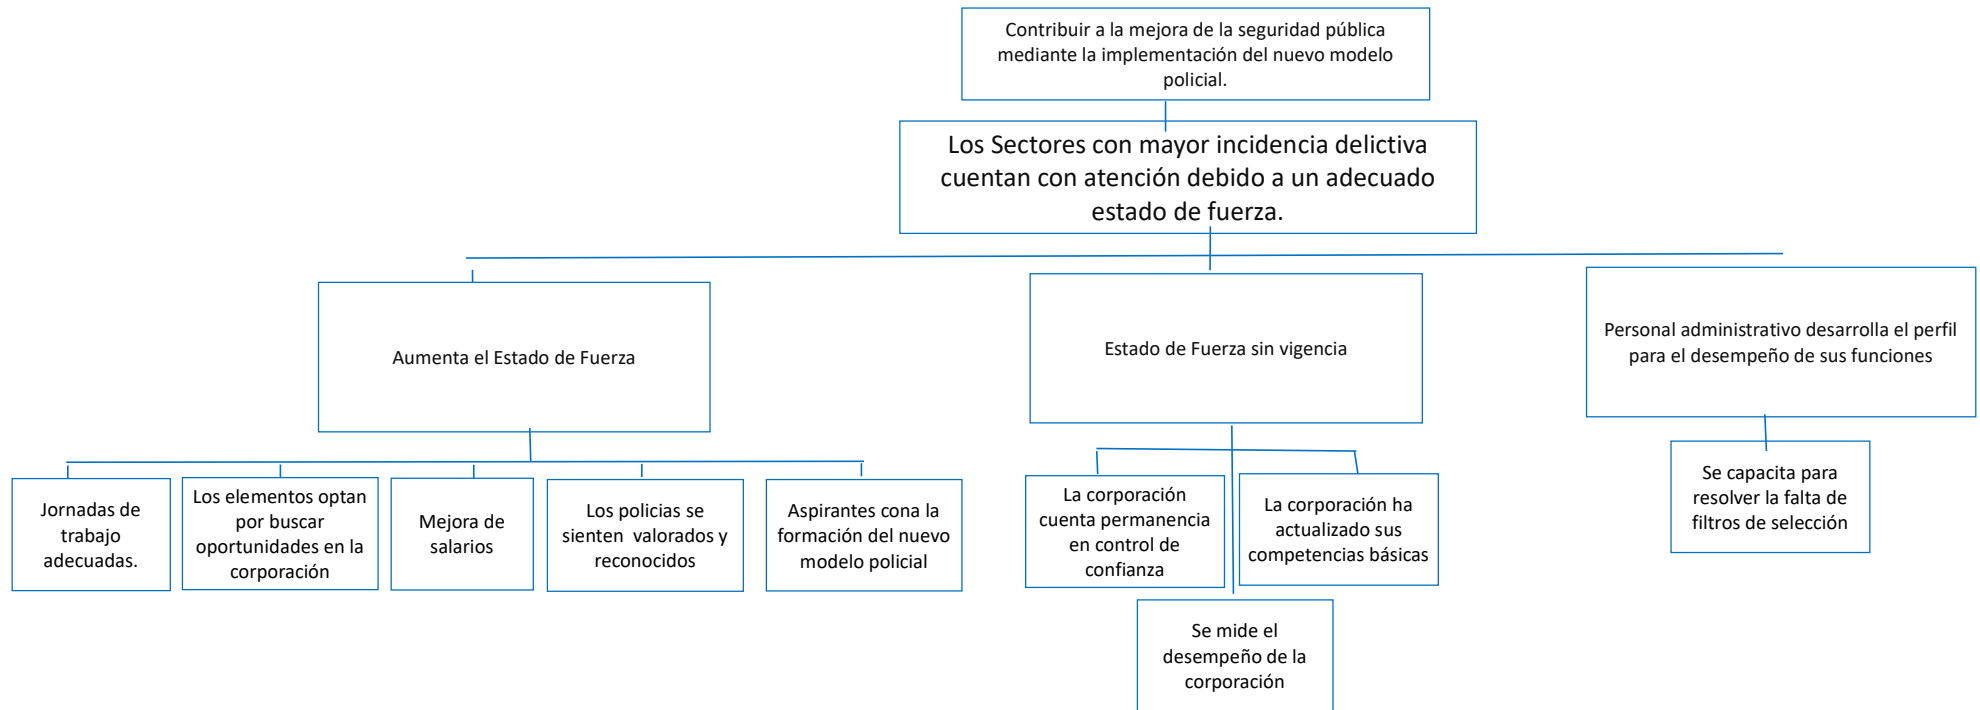 Contribuir a la mejora de la seguridad pública
mediante la implementación del nuevo modelo
policial.
Los Sectores con mayor incidencia delictiva
cuentan con atención debido a un adecuado
estado de fuerza.
Aumenta el Estado de Fuerza
Estado de Fuerza sin vigencia
Personal administrativo desarrolla el perfil
para el desempeño de sus funciones
Jornadas de
trabajo
adecuadas.
Los elementos optan
por buscar
oportunidades en la
corporación
Mejora de
salarios
Los policias se
sienten valorados y
reconocidos
Aspirantes cona la
formación del nuevo
modelo policial
La corporación
cuenta permanencia
en control de
confianza
La corporación ha
actualizado sus
competencias básicas
Se capacita para
resolver la falta de
filtros de selección
Se mide el
desempeño de la
corporación